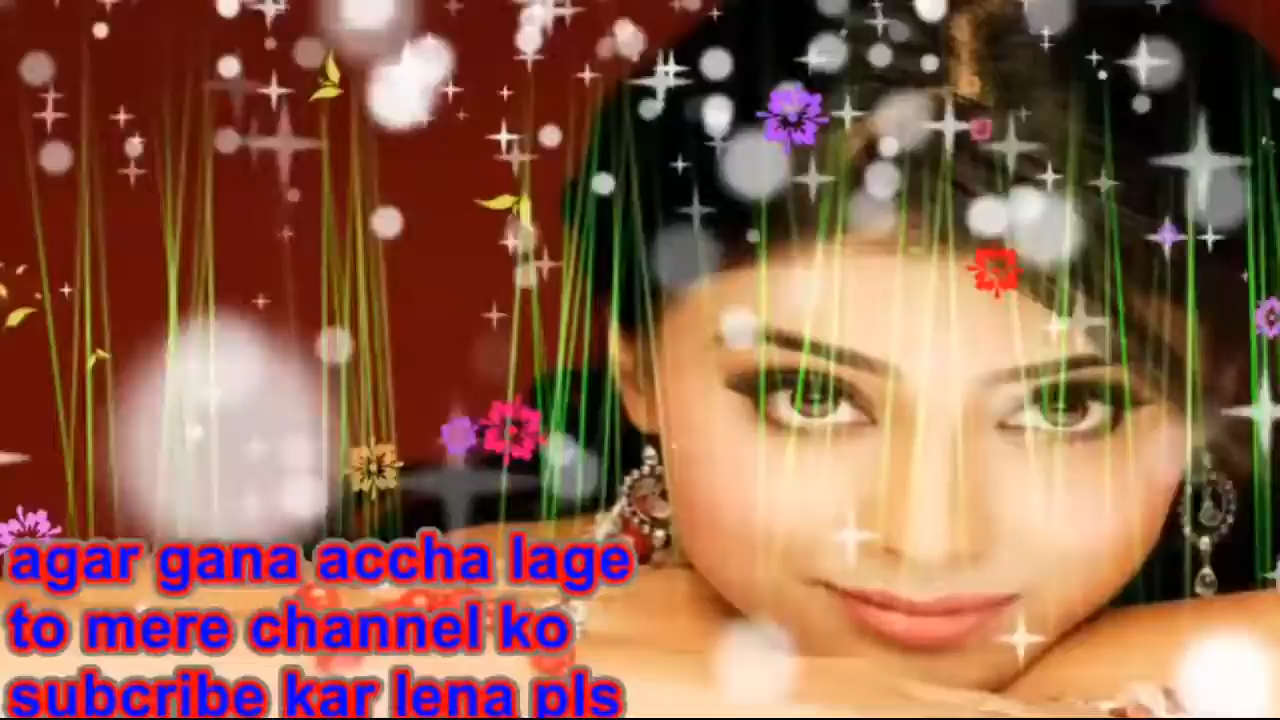 agar gana accha lage
to mere channel ko
subcribe kar lena pls